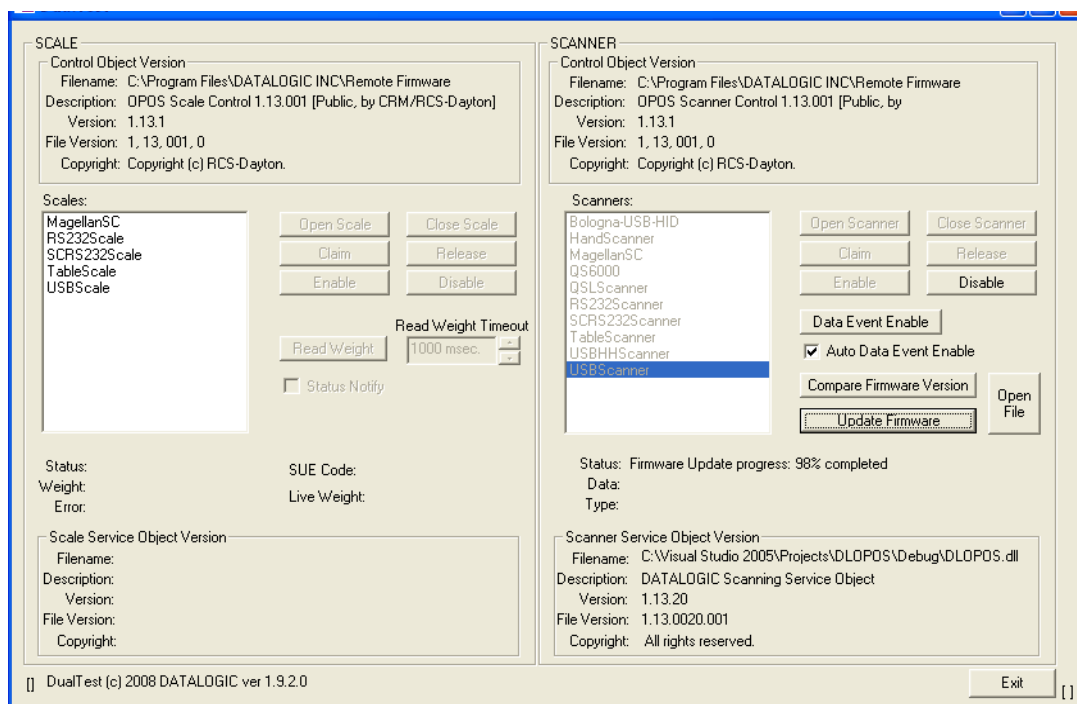 SCALE
Control Object Version
Filename: C:\Program Files\DATALOGIC INC\Remote Firmware
Description: OPOS Scale Control 1.13.001 [Public, by CRM/RCS-Dayton]
Version: 1.13.1
File Version: 1, 13, 001, 0
Copyright: Copyright (c) RCS-Dayton.
Scales:
MagellanSC
RS232Scale
SCRS232Scale
TableScale
USBScale
Open Scale
Close Scale
Claim
Release
Enable
Disable
Read Weight Timeout
Read Weight
1000 msec.
Status Notify
Status:
Weight:
Error:
SUE Code:
Live Weight:
Scale Service Object Version
Filename:
Description:
Version:
File Version:
Copyright:
SCANNER
Control Object Version
Filename: C:\Program Files\DATALOGIC INC\Remote Firmware
Description: OPOS Scanner Control 1.13.001 [Public, by
Version: 1.13.1
File Version: 1, 13, 001, 0
Copyright: Copyright (c) RCS-Dayton.
Scanners:
Bologna-USB-HID
HandScanner
MagellanSC
QS6000
QSLScanner
RS232Scanner
SCRS232Scanner
TableScanner
USBHHScanner
USBScanner
Open Scanner
Close Scanner
Claim
Release
Enable
Disable
Data Event Enable
Auto Data Event Enable
Compare Firmware Version
Update Firmware
Open
File
Status: Firmware Update progress: 98% completed
Data:
Type:
Scanner Service Object Version
Filename: C:\Visual Studio 2005\Projects\DLOPOS\Debug\DLOPOS.dll
Description: DATALOGIC Scanning Service Object
Version: 1.13.20
File Version: 1.13.0020.001
Copyright: All rights reserved.
[] DualTest (c) 2008 DATALOGIC ver 1.9.2.0
Exit
[ ]